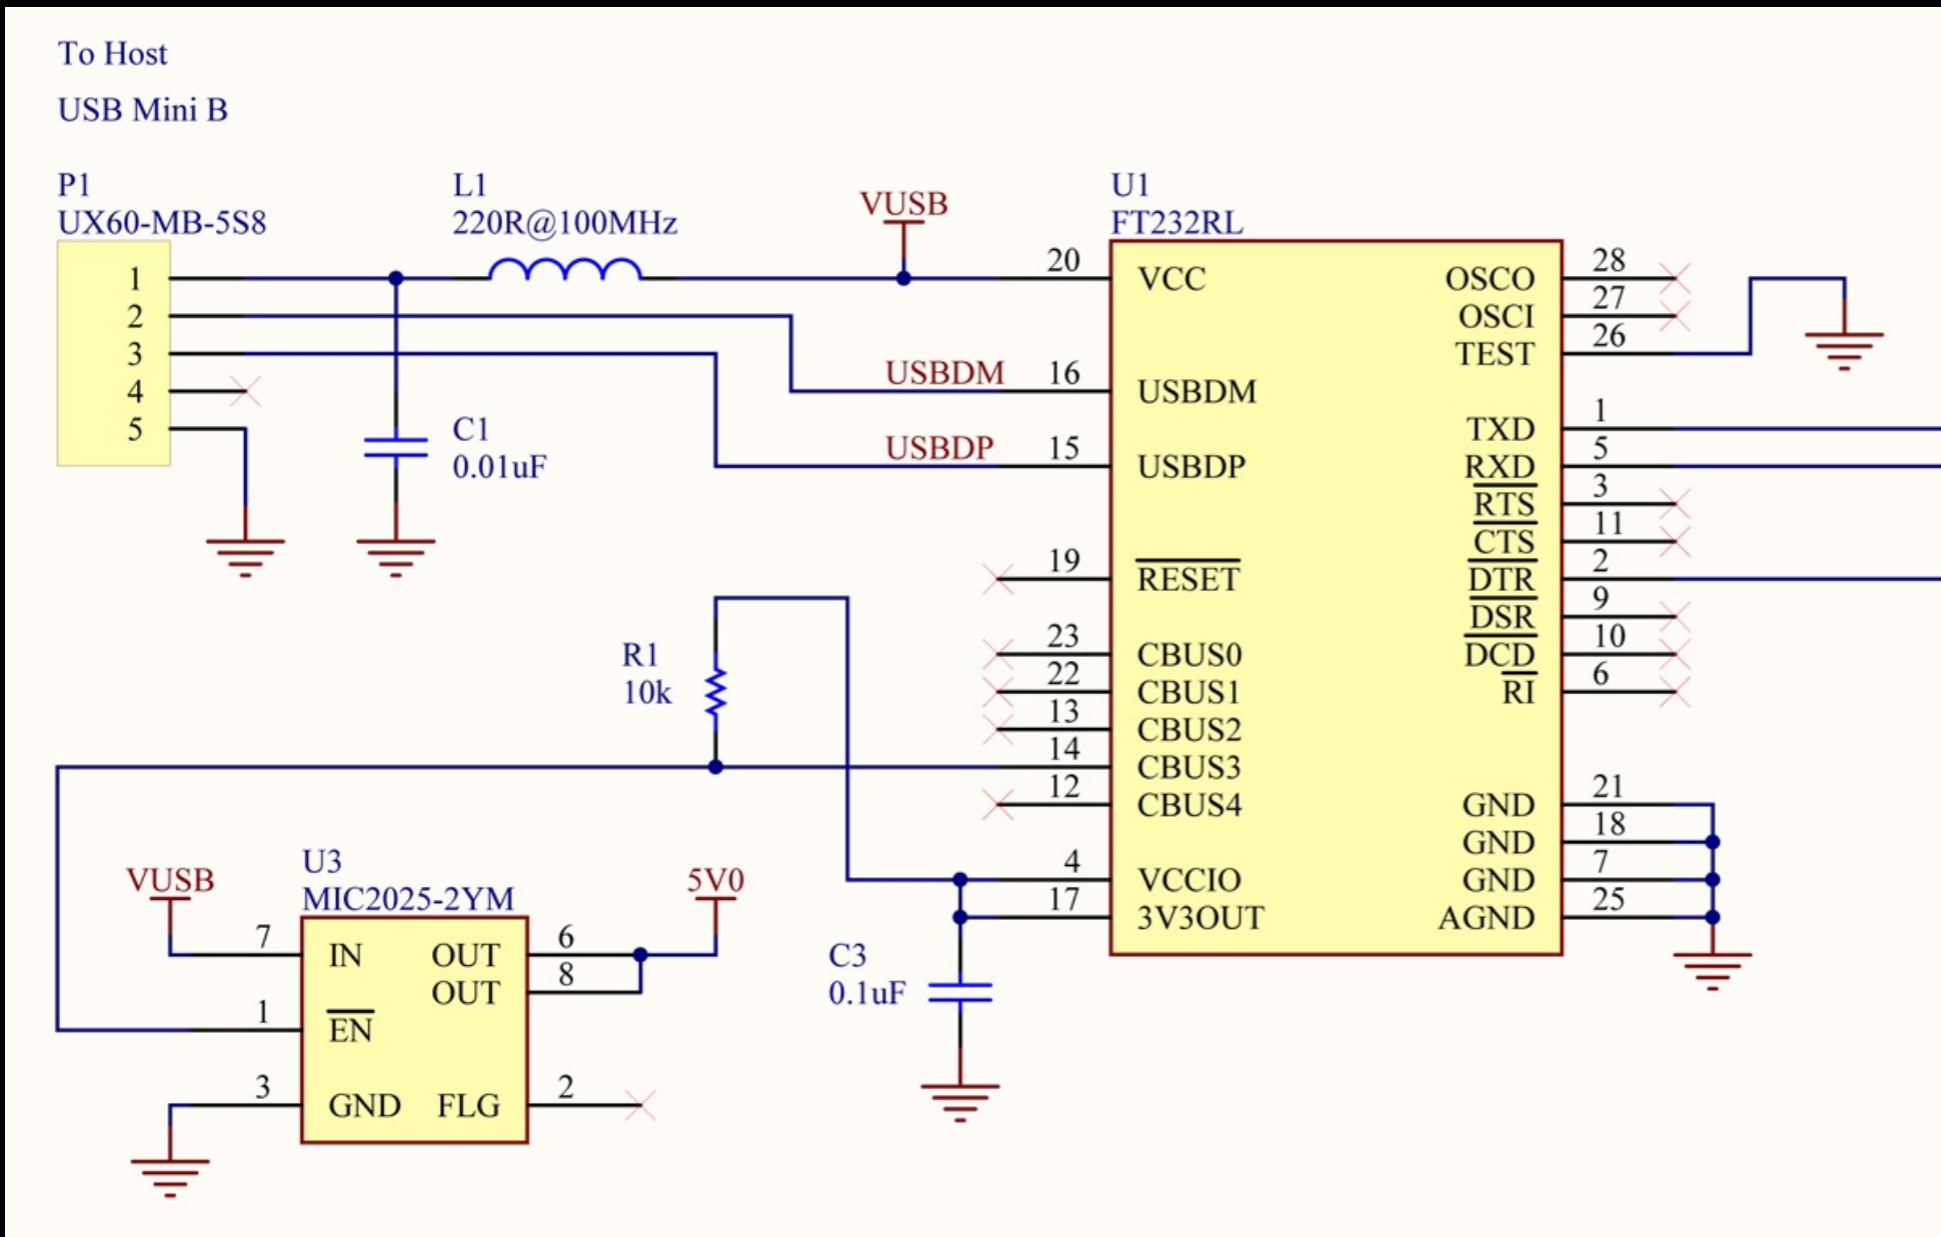 To Host
USB Mini B
P1
UX60-MB-5S8
1
2
3
4
5
L1
220R@100MHz
VUSB
C1
0.01uF
USBDM
USBDP
R1
10k
U1
FT232RL
20 VCC
16 USBDM
15 USBDP
19 RESET
23 CBUS0
22 CBUS1
13 CBUS2
14 CBUS3
12 CBUS4
4 VCCIO
17 3V3OUT
OSCO 28
OSCI 27
TEST 26
TXD 1
RXD 5
RTS 3
CTS 11
DTR 2
DSR 9
DCD 10
RI 6
GND 21
GND 18
GND 7
AGND 25
VUSB
U3
MIC2025-2YM
7 IN
1 EN
3 GND
OUT 6
OUT 8
FLG 2
5V0
C3
0.1uF